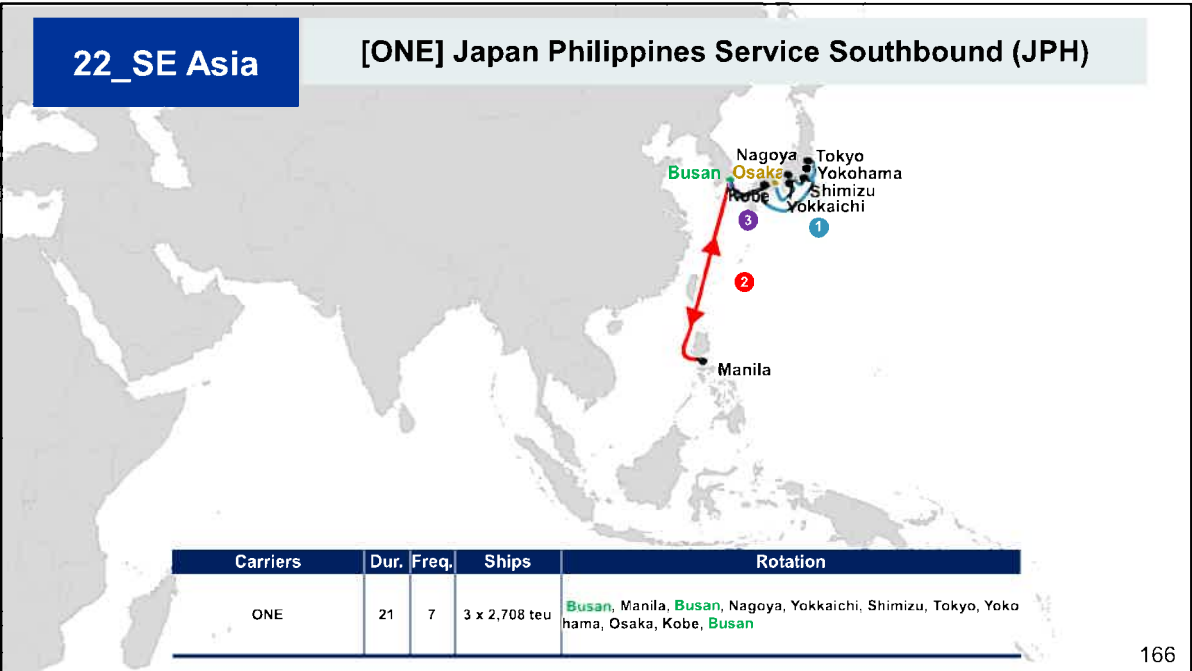 22_SE Asia
[ONE] Japan Philippines Service Southbound (JPH)
Nagoya
Tokyo
Busan
Osaka
Yokohama
Kobe
Shimizu
Yokkaichi
3
1
2
Manila
Carriers Dur. Freq. Ships Rotation
ONE 21 7 3 x 2,708 teu Busan, Manila, Busan, Nagoya, Yokkaichi, Shimizu, Tokyo, Yoko
hama, Osaka, Kobe, Busan
166